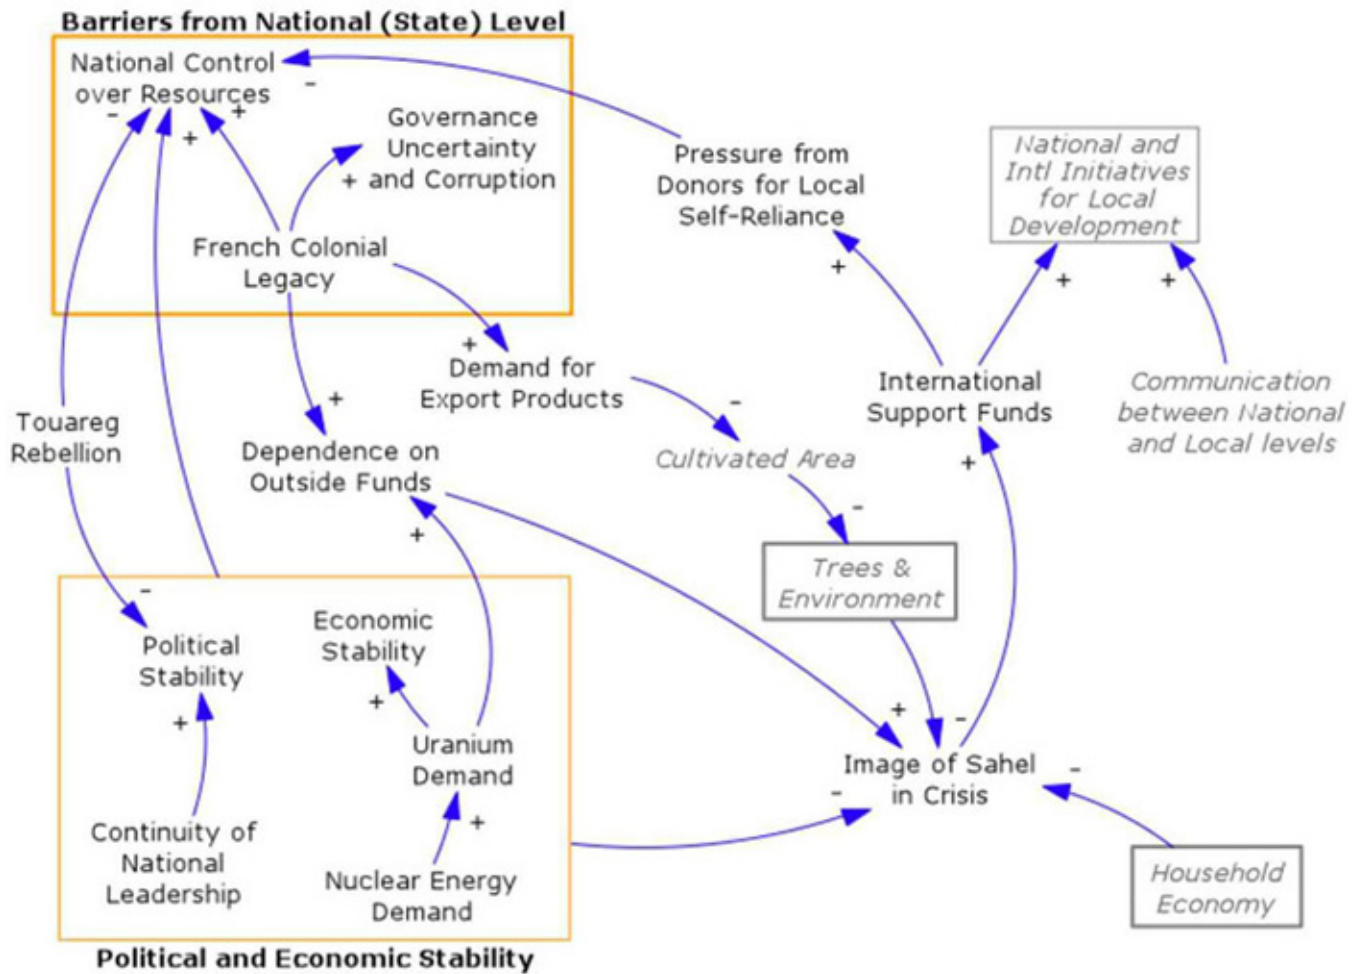 Barriers from National (State) Level
National Control
over Resources
-
-
+
+
Governance
Uncertainty
+ and Corruption
French Colonial
Legacy
Pressure from
Donors for Local
Self-Reliance
+
National and
Intl Initiatives
for Local
Development
+
+
+
Demand for
Export Products
-
International
Support Funds
+
Communication
between National
and Local levels
Touareg
Rebellion
+
Dependence on
Outside Funds
+
Cultivated Area
-
Trees &
Environment
-
Political
Stability
+
Economic
Stability
+
Uranium
Demand
+
Continuity of
National
Leadership
Nuclear Energy
Demand
+
-
Image of Sahel
in Crisis
-
-
Household
Economy
Political and Economic Stability